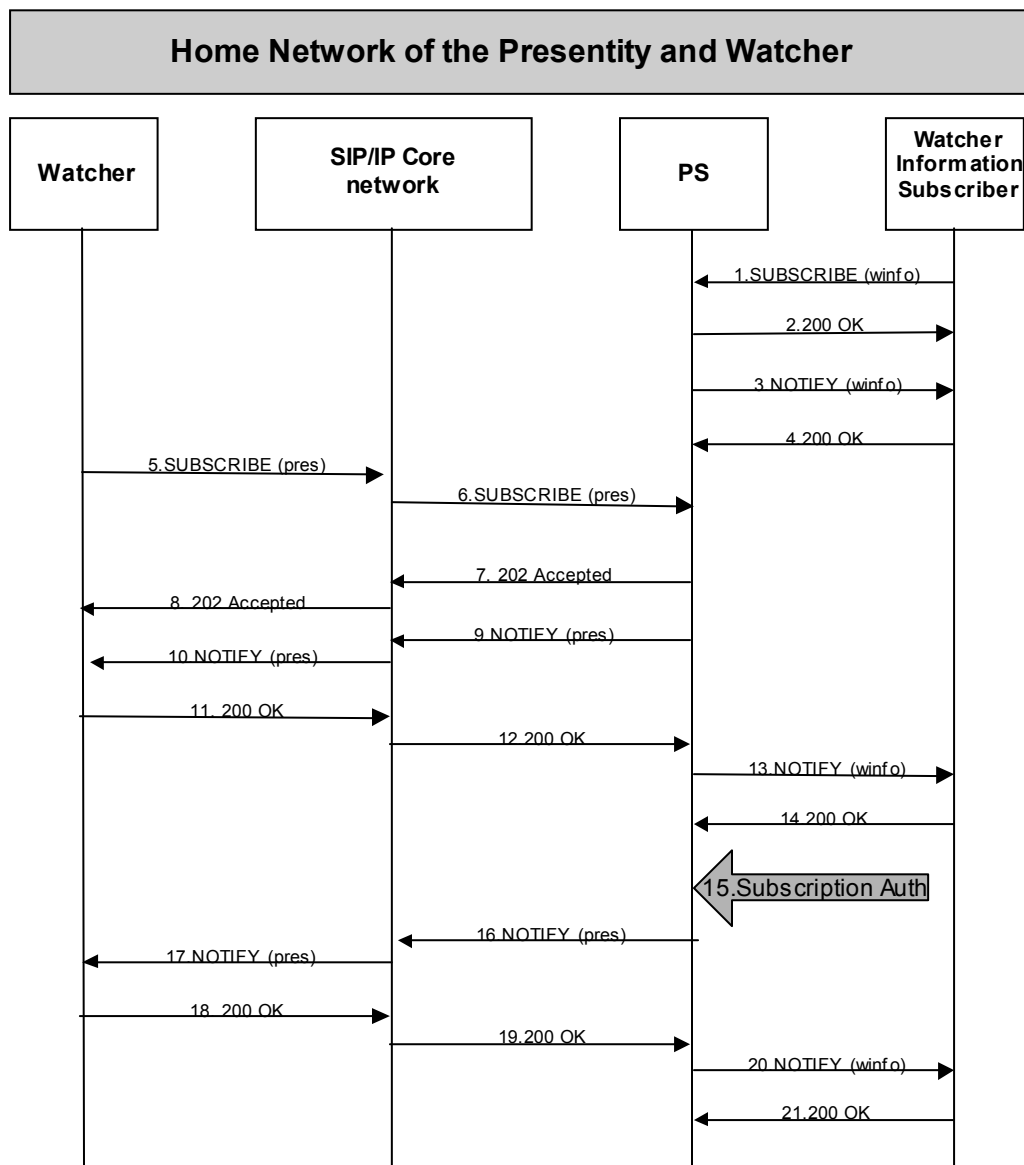 Home Network of the Presentity and Watcher
Watcher
SIP/IP Core
network
PS
Watcher
Information
Subscriber
1.SUBSCRIBE (winfo)
2.200 OK
3.NOTIFY (winfo)
4.200 OK
5.SUBSCRIBE (pres)
6.SUBSCRIBE (pres)
7. 202 Accepted
8. 202 Accepted
9.NOTIFY (pres)
10.NOTIFY (pres)
11. 200 OK
12.200 OK
13.NOTIFY (winfo)
14.200 OK
15.Subscription Auth
16.NOTIFY (pres)
17.NOTIFY (pres)
18. 200 OK
19.200 OK
20.NOTIFY (winfo)
21.200 OK